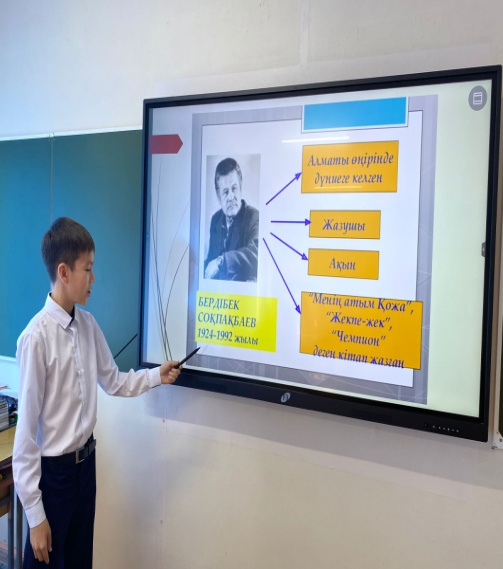 Алматы өңірінде
дүниеге келген
Жазушы
Ақын
БЕРДІБЕК
СОҚПАҚБАЕВ
1924-1992 жылы
“Менің атым Қожа”,
“Жекпе-жек”,
“Чемпион”
деген кітап жазған